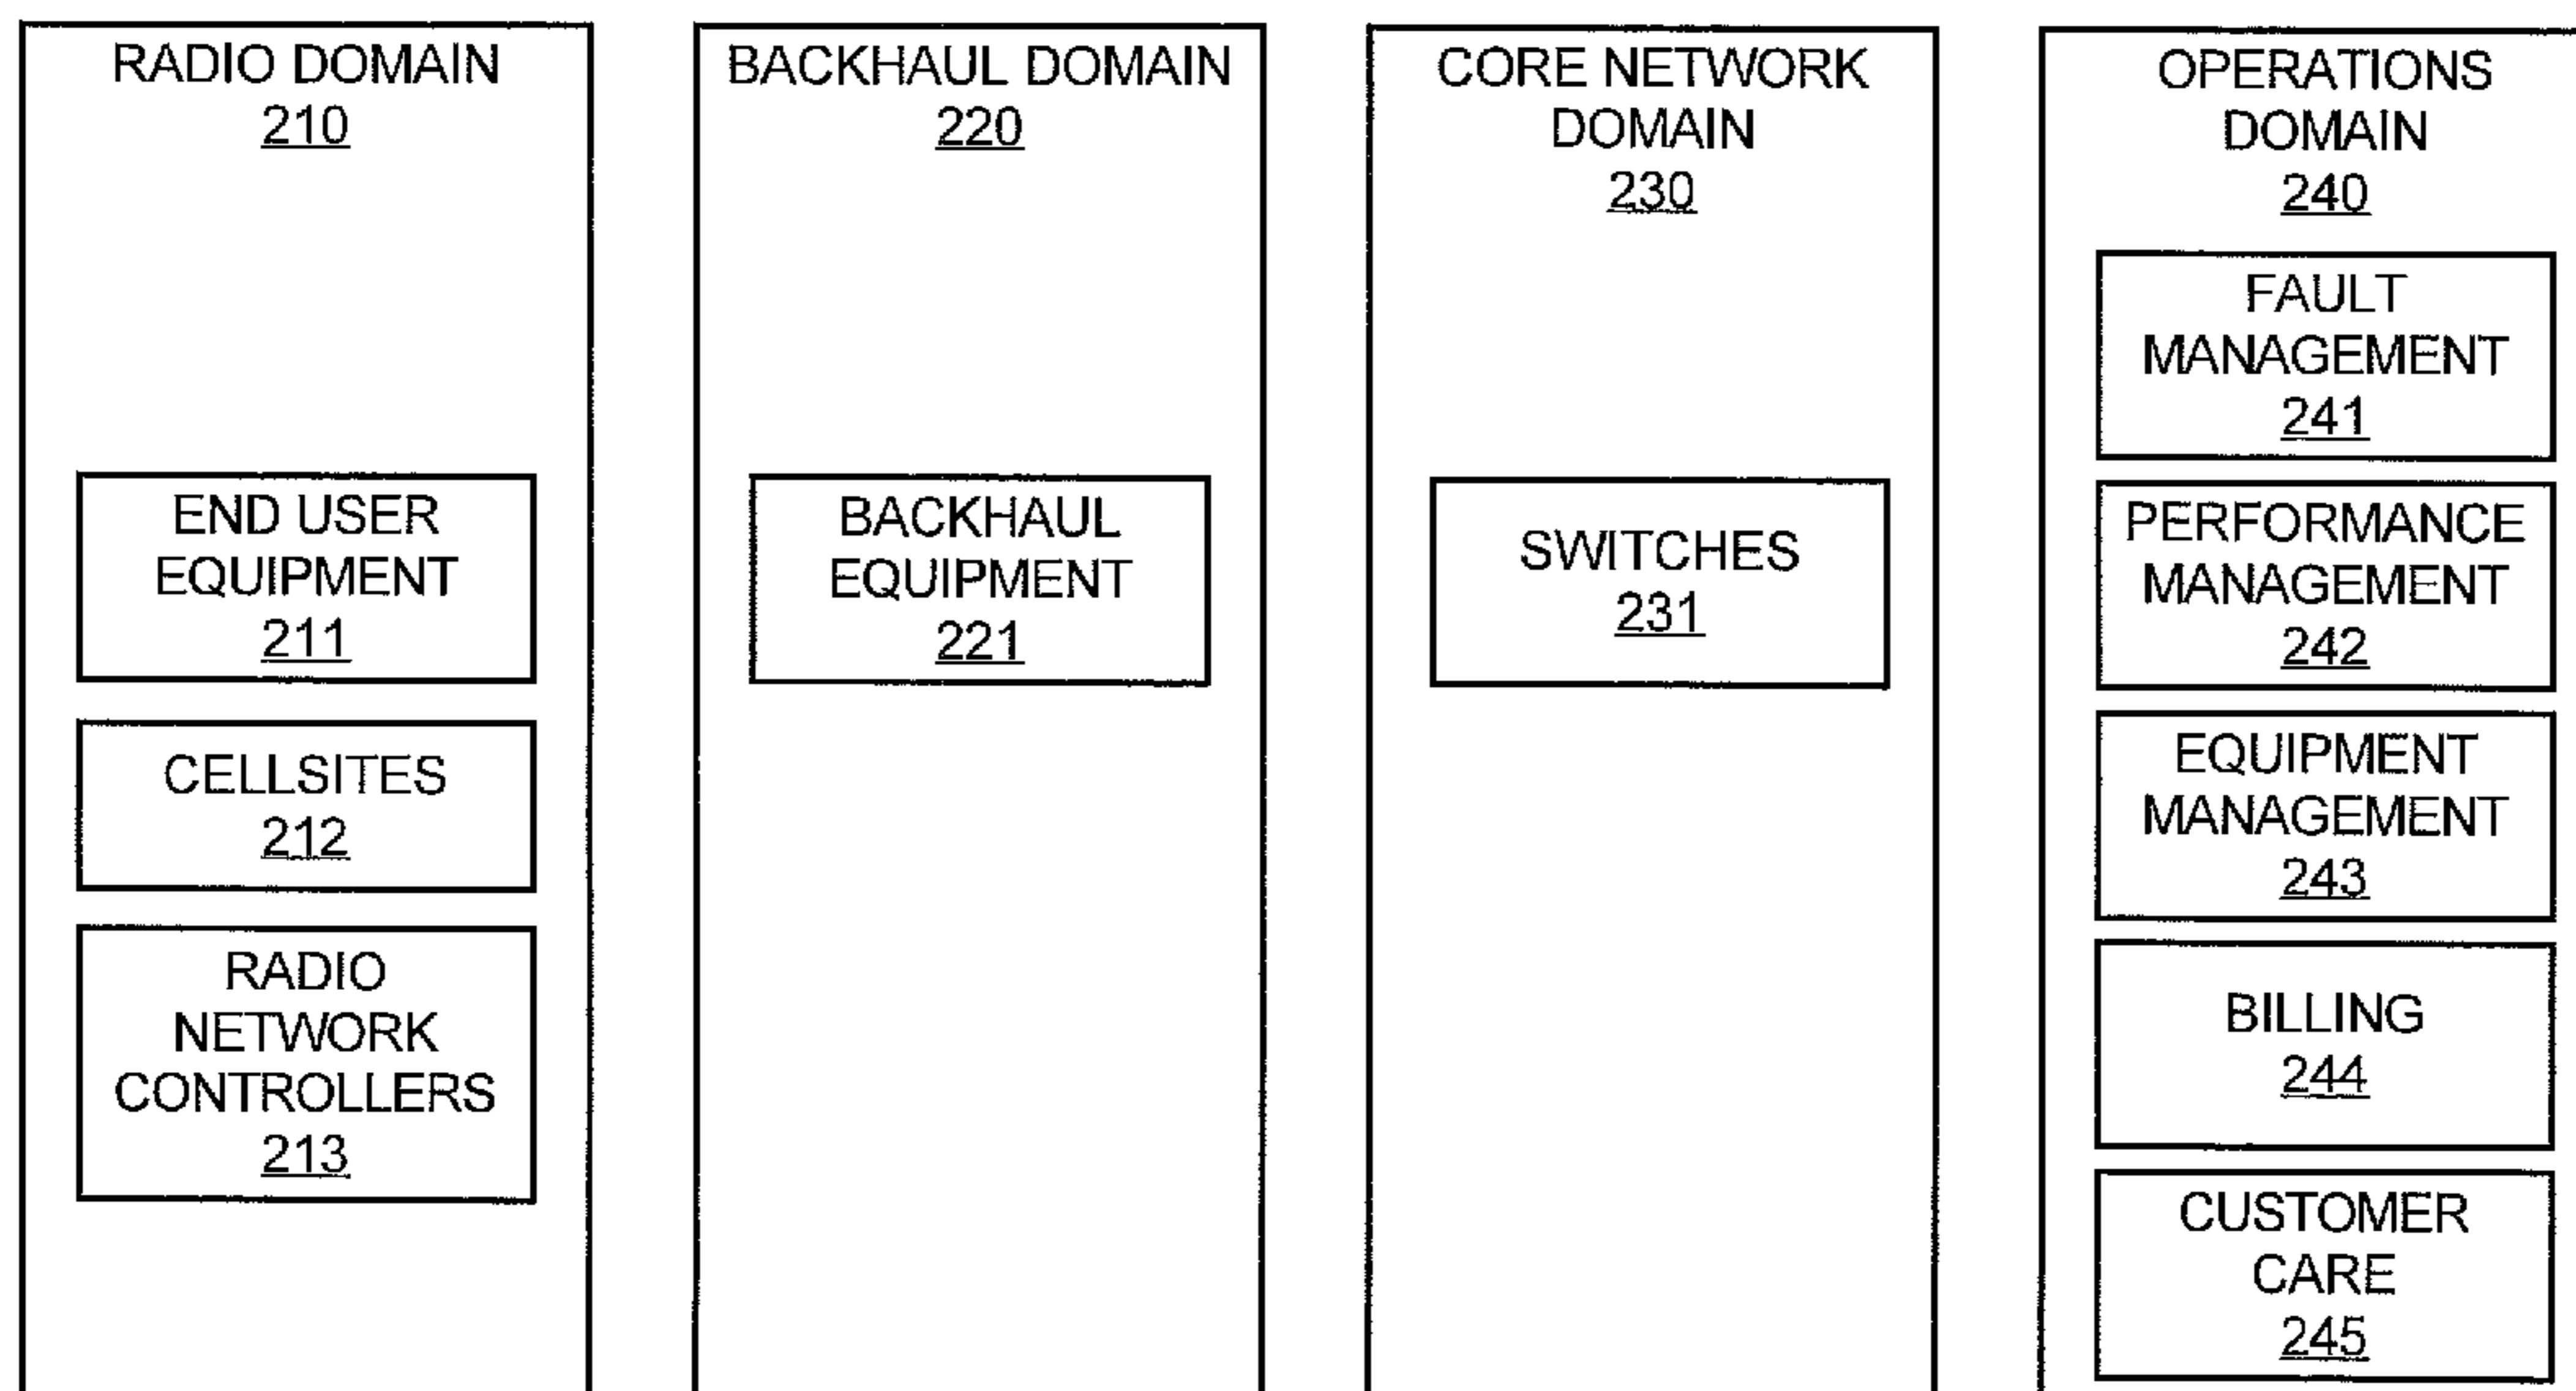 RADIO DOMAIN
210
END USER
EQUIPMENT
211
CELLSITES
212
RADIO
NETWORK
CONTROLLERS
213
BACKHAUL DOMAIN
220
BACKHAUL
EQUIPMENT
221
CORE NETWORK
DOMAIN
230
SWITCHES
231
OPERATIONS
DOMAIN
240
FAULT
MANAGEMENT
241
PERFORMANCE
MANAGEMENT
242
EQUIPMENT
MANAGEMENT
243
BILLING
244
CUSTOMER
CARE
245